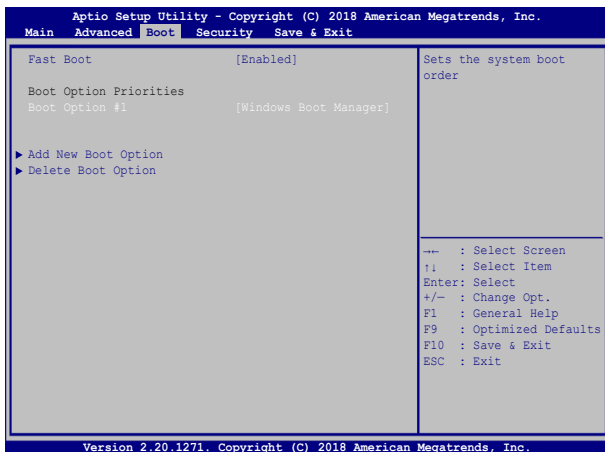 Aptio Setup Utility - Copyright (C) 2018 American Megatrends, Inc.
Main Advanced Boot Security Save & Exit
Fast Boot [Enabled]
Boot Option Priorities
Boot Option #1 [Windows Boot Manager]
▶ Add New Boot Option
▶ Delete Boot Option
Sets the system boot
order
→← : Select Screen
↑↓ : Select Item
Enter: Select
+/— : Change Opt.
F1 : General Help
F9 : Optimized Defaults
F10 : Save & Exit
ESC : Exit
Version 2.20.1271. Copyright (C) 2018 American Megatrends, Inc.